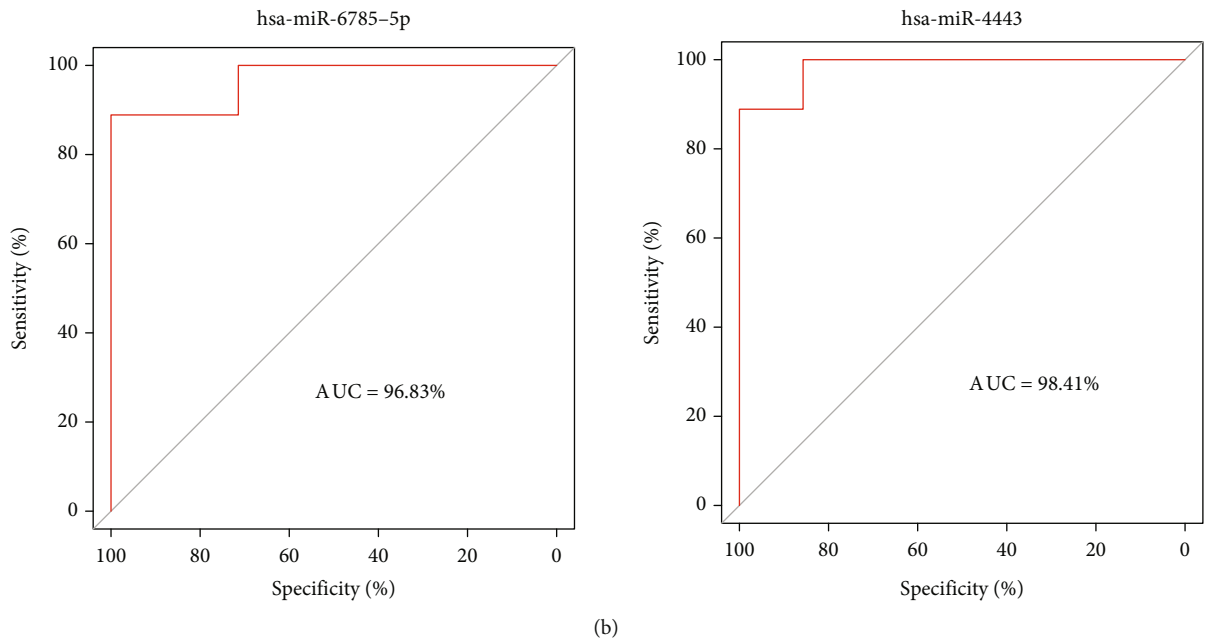 hsa-miR-6785–5p
100
80
60
40
20
0
Sensitivity (%)
AUC = 96.83%
100 80 60 40 20 0
Specificity (%)
hsa-miR-4443
100
80
60
40
20
0
Sensitivity (%)
AUC = 98.41%
100 80 60 40 20 0
Specificity (%)
(b)